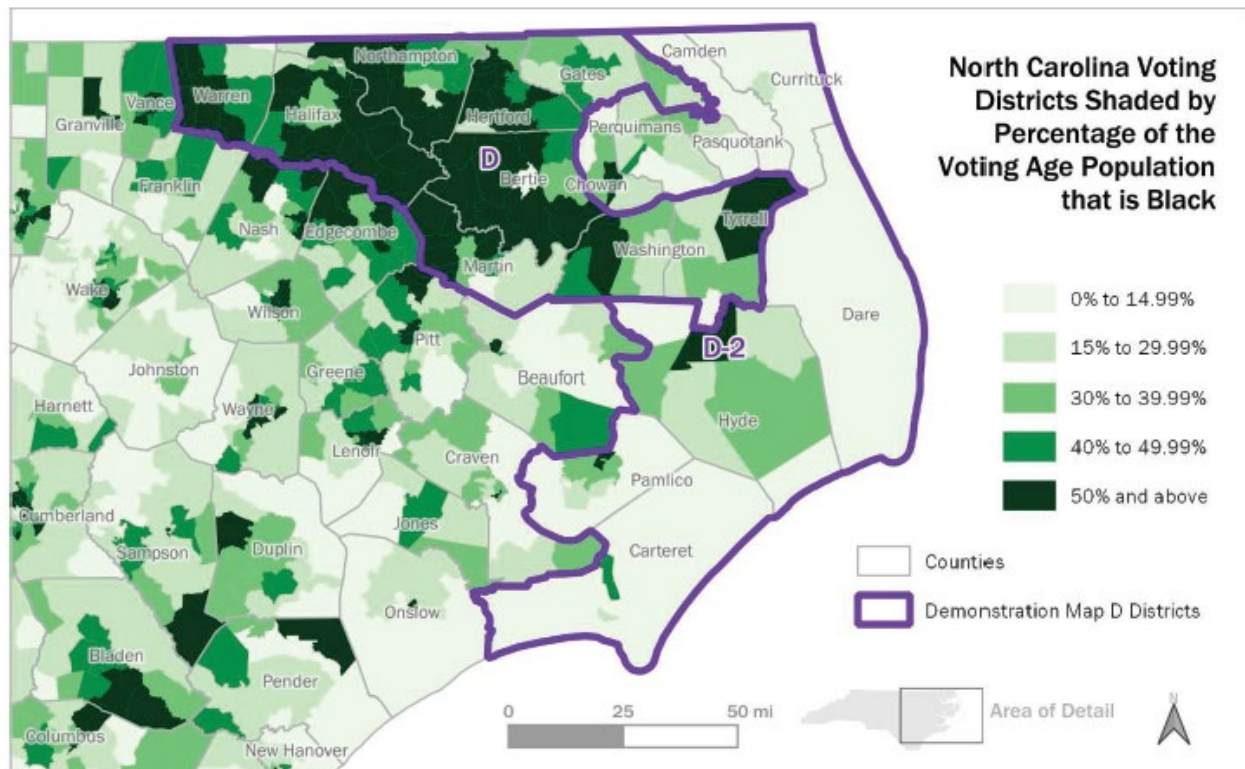 North Carolina Voting
Districts Shaded by
Percentage of the
Voting Age Population
that is Black
0% to 14.99%
15% to 29.99%
30% to 39.99%
40% to 49.99%
50% and above
Counties
Demonstration Map D Districts
Area of Detail
N
0 25 50 mi
Camden
Northampton
Currituck
Gates
Vance
Warren
Granville
Halifax
Hertford
Perquimans
Pasquotank
D
Bertie
Chowan
Franklin
Nash
Edgecombe
Tyrrell
Washington
Martin
Wake
Wilson
Dare
Pitt
D-2
Johnston
Greene
Beaufort
Harnett
Wayne
Hyde
Lenoir
Craven
Pamlico
Cumberland
Jones
Sampson
Duplin
Carteret
Onslow
Bladen
Pender
Columbus
New Hanover